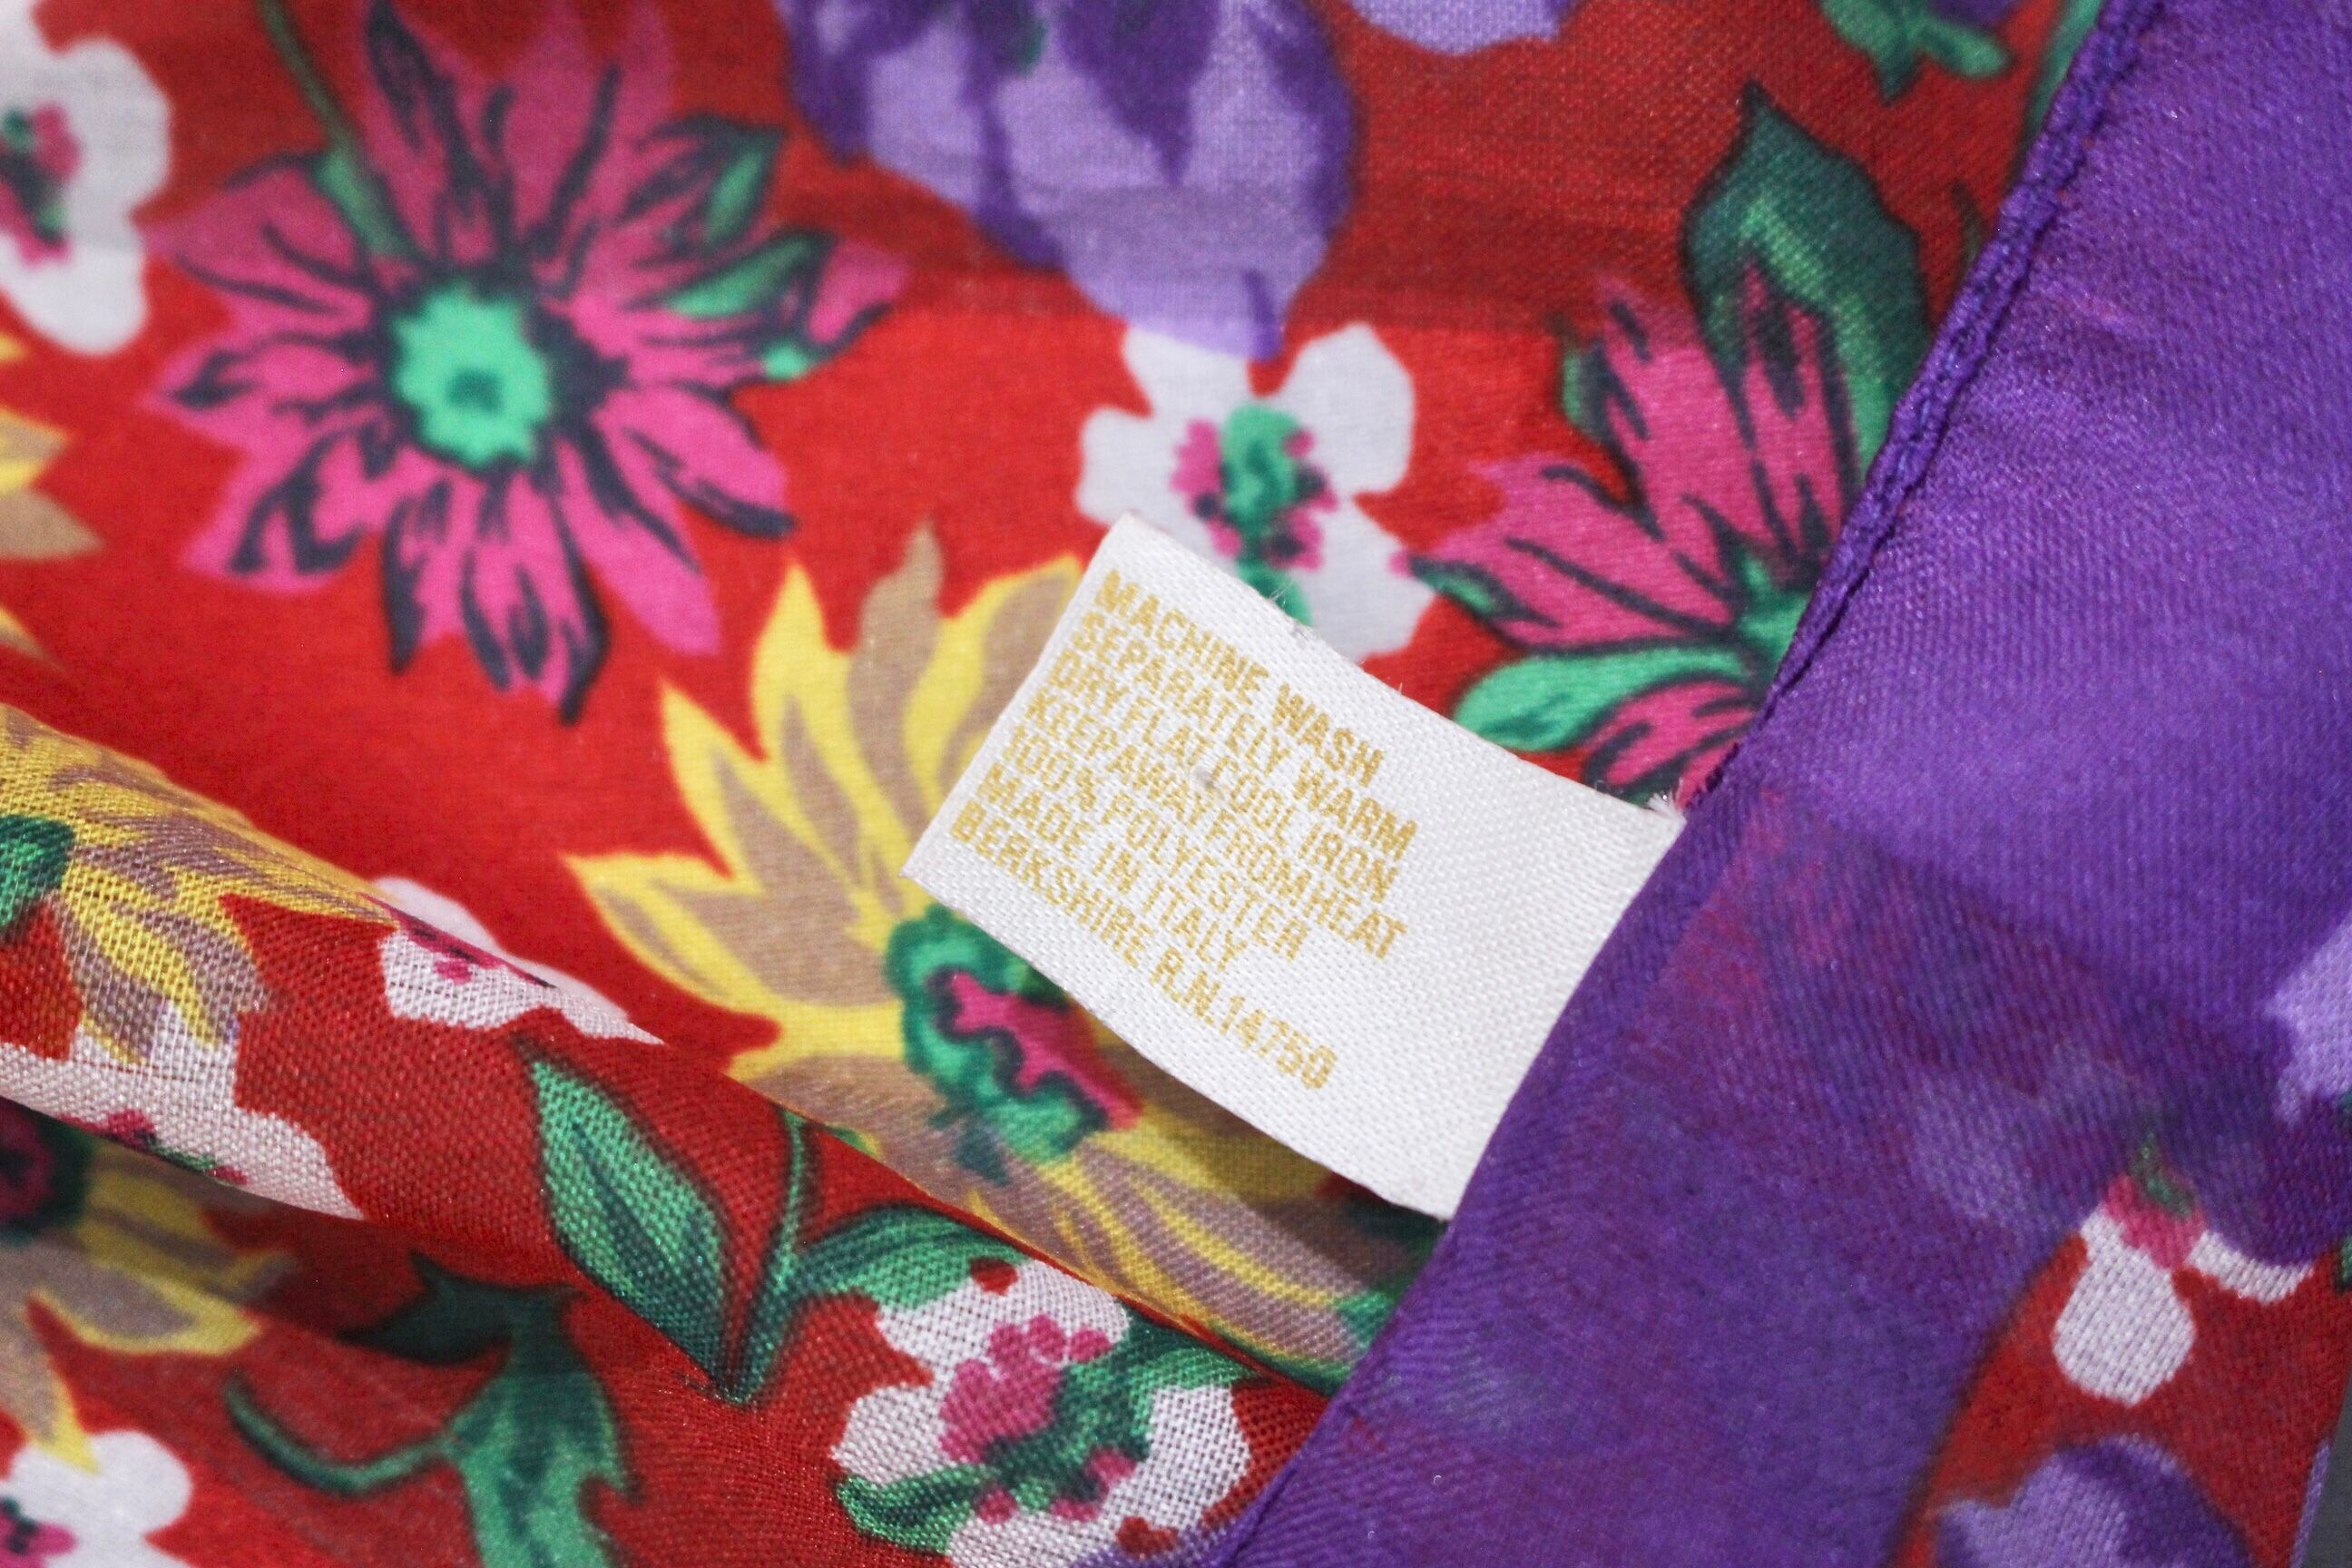 MACHINE WASH
SEPARATELY WARM
DRY FLAT COOL IRON
KEEP AWAY FROM HEAT
100% POLYESTER
MADE IN ITALY
BERKSHIRE R.N.14750